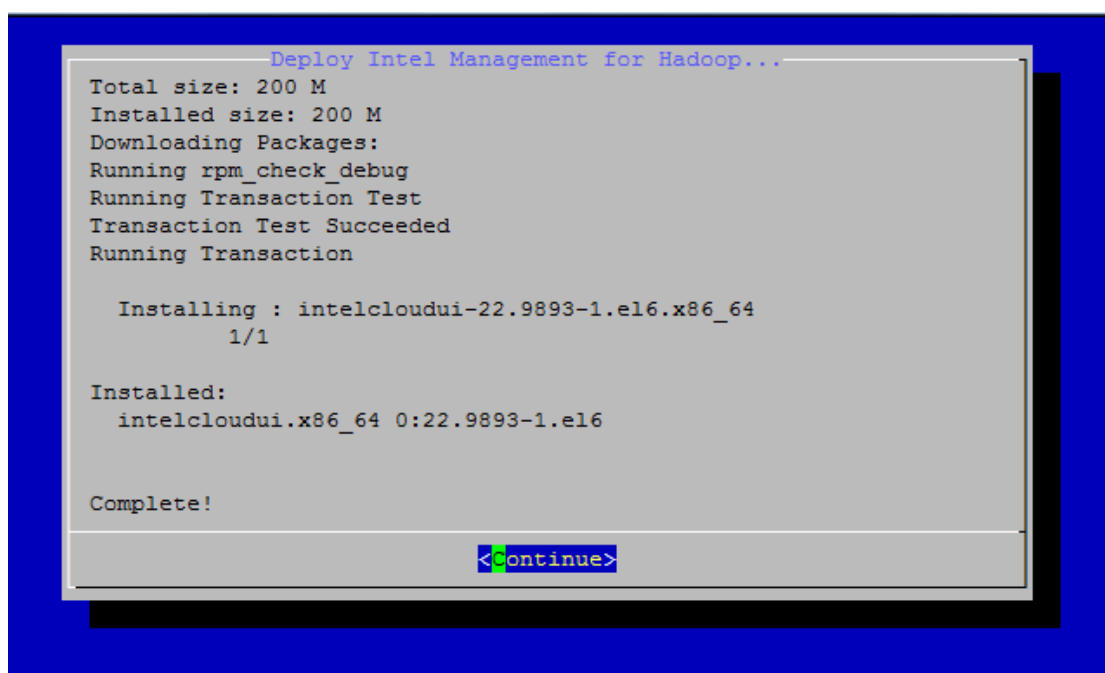 Deploy Intel Management for Hadoop...
Total size: 200 M
Installed size: 200 M
Downloading Packages:
Running rpm_check_debug
Running Transaction Test
Transaction Test Succeeded
Running Transaction
Installing : intelcloudui-22.9893-1.el6.x86_64
1/1
Installed:
intelcloudui.x86_64 0:22.9893-1.el6
Complete!
<Continue>